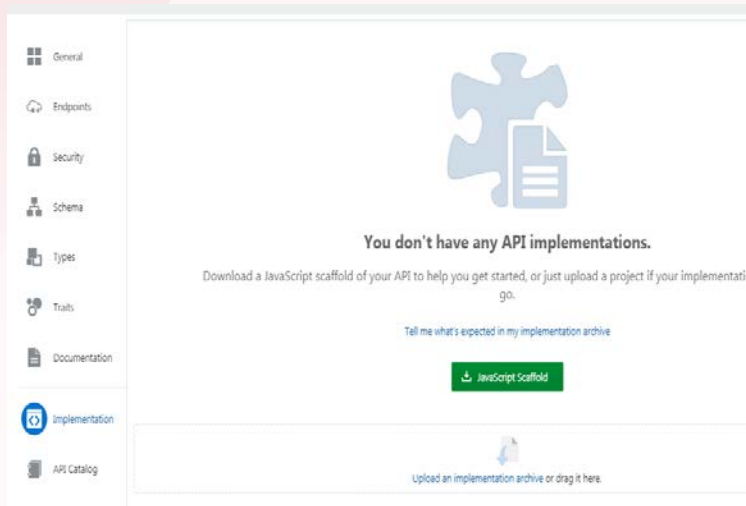 General
Endpoints
Security
Schema
Types
Traits
Documentation
Implementation
API Catalog
You don't have any API implementations.
Download a JavaScript scaffold of your API to help you get started, or just upload a project if your implementati
go.
Tell me what's expected in my implementation archive
JavaScript Scaffold
Upload an implementation archive or drag it here.